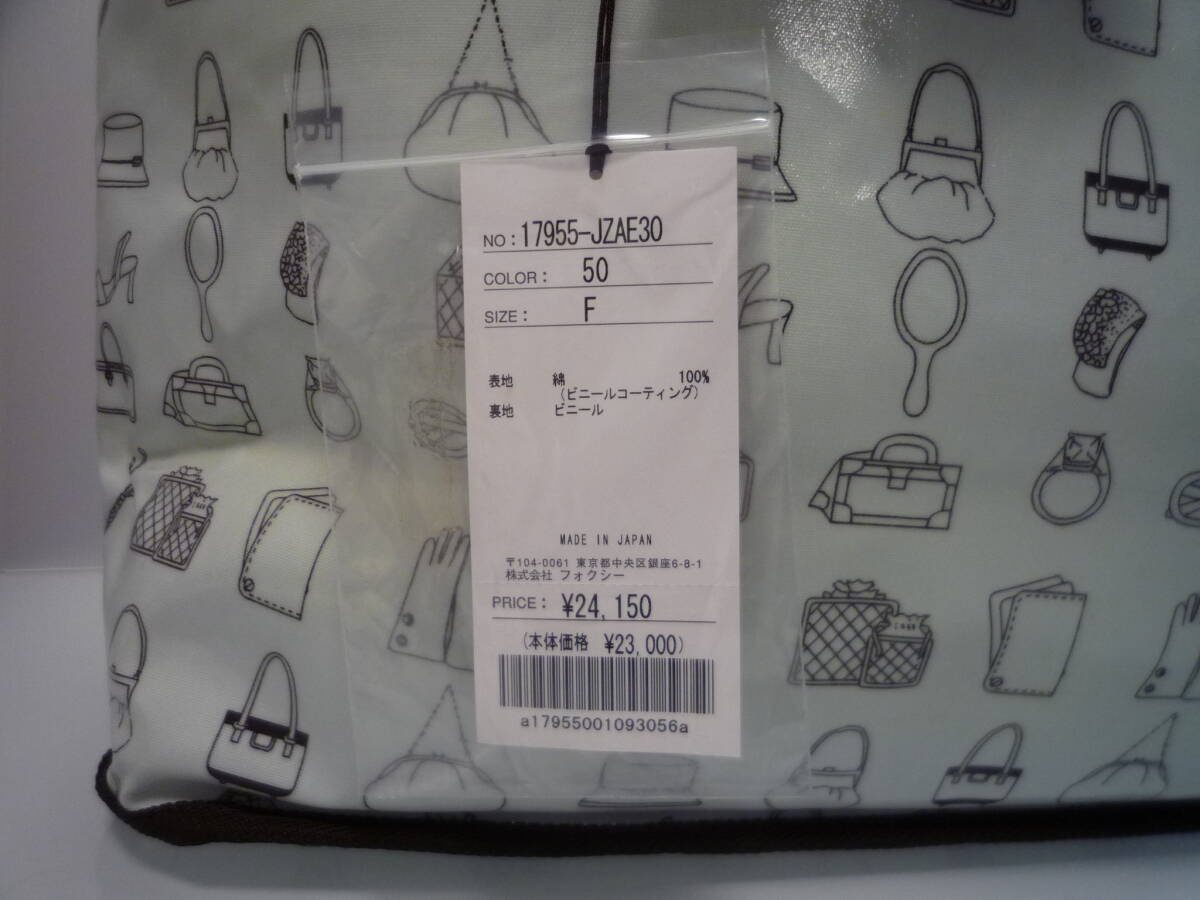 NO: 17955-JZAE30
COLOR: 50
SIZE: F
表地 綿 100%
(ビニールコーティング)
裏地 ビニール
MADE IN JAPAN
〒104-0061 東京都中央区銀座6-8-1
株式会社 フォクシー
PRICE: ¥24,150
(本体価格 ¥23,000)
a17955001093056a